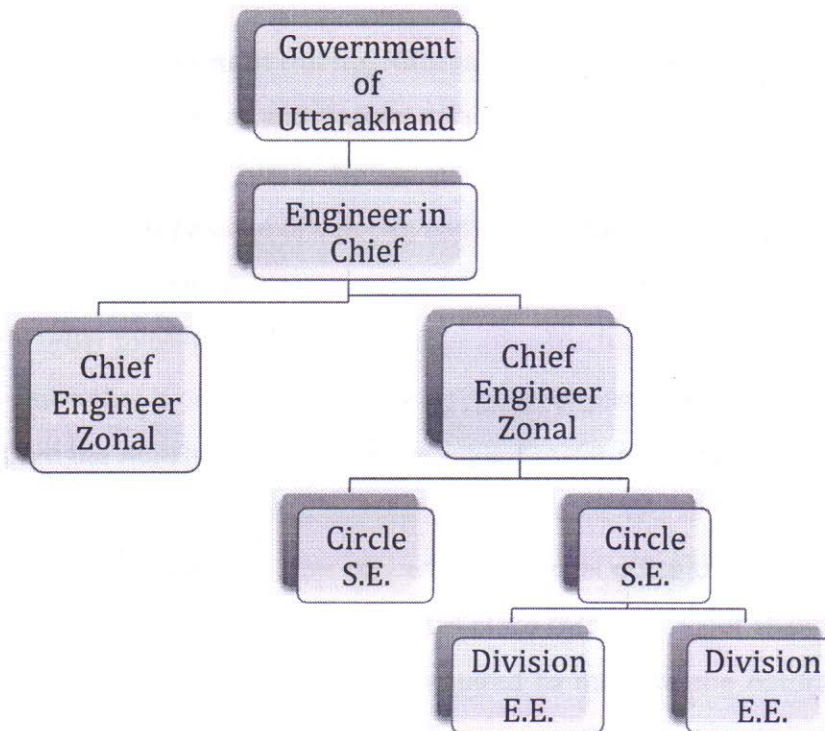 Government
of
Uttarakhand
Engineer in
Chief
Chief
Engineer
Zonal
Chief
Engineer
Zonal
Circle
S.E.
Circle
S.E.
Division
E.E.
Division
E.E.